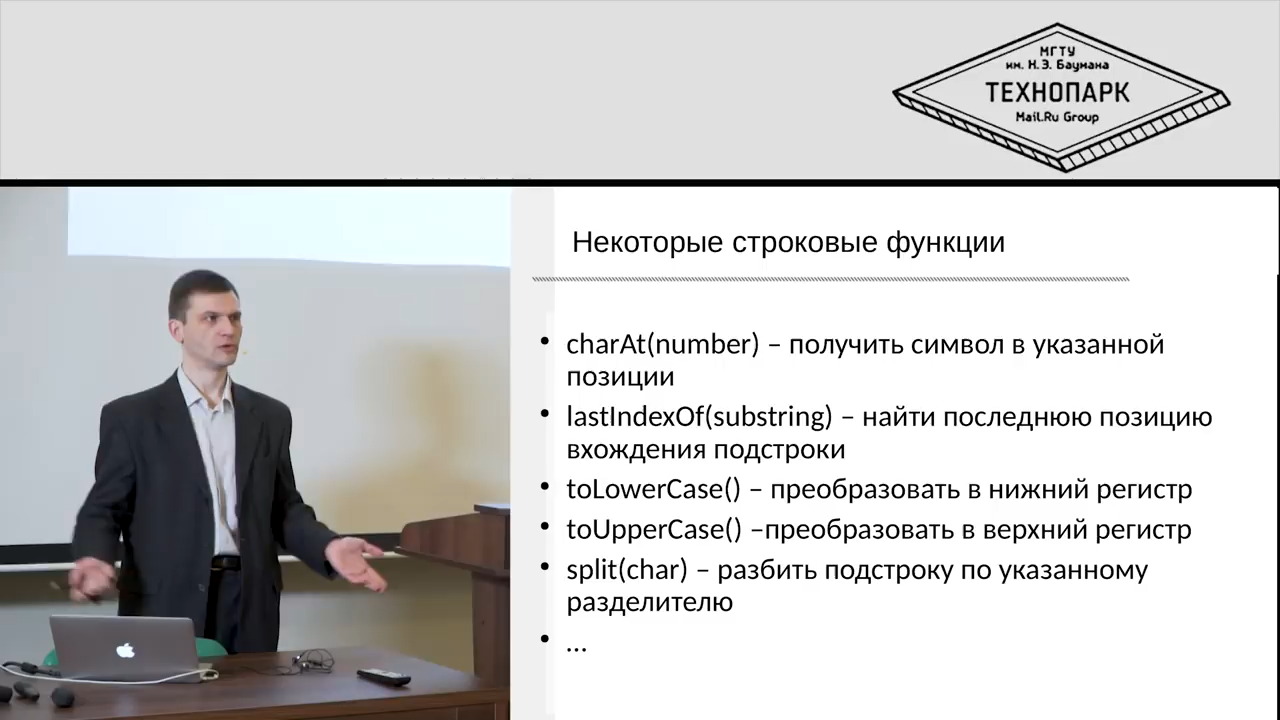 МГТУ
им. Н.Э. Баумана
ТЕХНОПАРК
Mail.Ru Group
Некоторые строковые функции
• charAt(number) – получить символ в указанной
позиции
• lastIndexOf(substring) – найти последнюю позицию
вхождения подстроки
• toLowerCase() – преобразовать в нижний регистр
• toUpperCase() –преобразовать в верхний регистр
• split(char) – разбить подстроку по указанному
разделителю
• ...